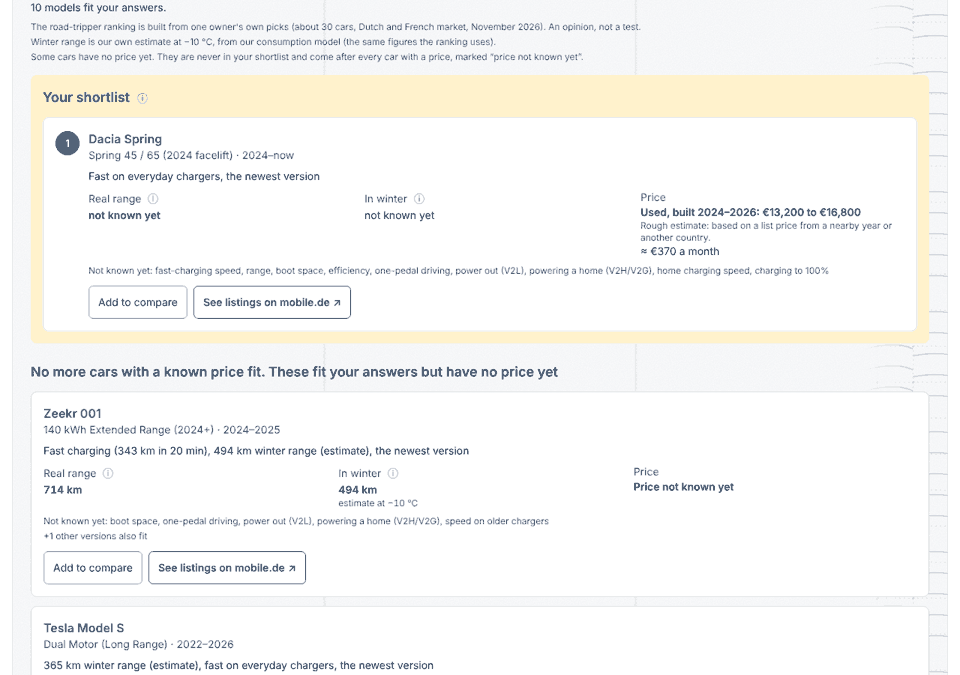 10 models fit your answers.
The road-tripper ranking is built from one owner's own picks (about 30 cars, Dutch and French market, November 2026). An opinion, not a test.
Winter range is our own estimate at −10 °C, from our consumption model (the same figures the ranking uses).
Some cars have no price yet. They are never in your shortlist and come after every car with a price, marked “price not known yet”.
Your shortlist ⓘ
1
Dacia Spring
Spring 45 / 65 (2024 facelift) · 2024–now
Fast on everyday chargers, the newest version
Real range ⓘ
not known yet
In winter ⓘ
not known yet
Price
Used, built 2024–2026: €13,200 to €16,800
Rough estimate: based on a list price from a nearby year or
another country.
≈ €370 a month
Not known yet: fast-charging speed, range, boot space, efficiency, one-pedal driving, power out (V2L), powering a home (V2H/V2G), home charging speed, charging to 100%
Add to compare
See listings on mobile.de ↗
No more cars with a known price fit. These fit your answers but have no price yet
Zeekr 001
140 kWh Extended Range (2024+) · 2024–2025
Fast charging (343 km in 20 min), 494 km winter range (estimate), the newest version
Real range ⓘ
714 km
In winter ⓘ
494 km
estimate at −10 °C
Price
Price not known yet
Not known yet: boot space, one-pedal driving, power out (V2L), powering a home (V2H/V2G), speed on older chargers
+1 other versions also fit
Add to compare
See listings on mobile.de ↗
Tesla Model S
Dual Motor (Long Range) · 2022–2026
365 km winter range (estimate), fast on everyday chargers, the newest version